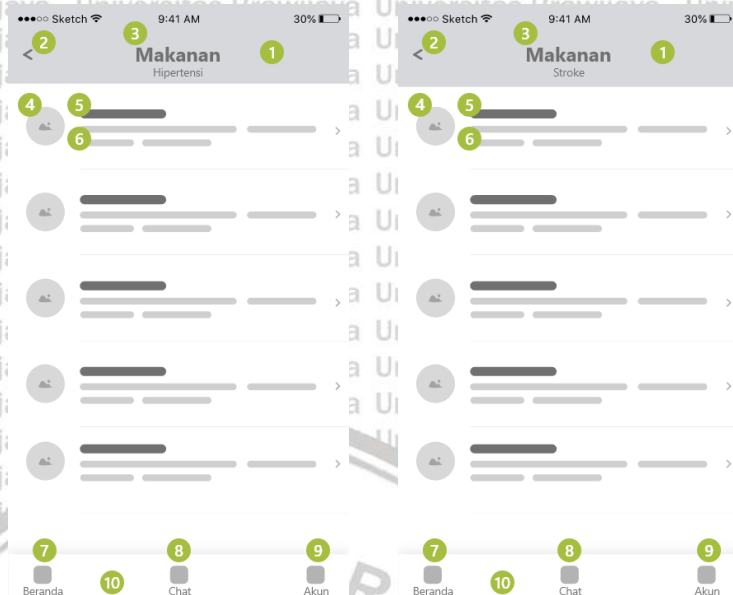 Sketch 9:41 AM 30%
2 3 1
<
Makanan
Hipertensi
4 5
6
7 8 9
10
Beranda Chat Akun
Sketch 9:41 AM 30%
2 3 1
<
Makanan
Stroke
4 5
6
7 8 9
10
Beranda Chat Akun